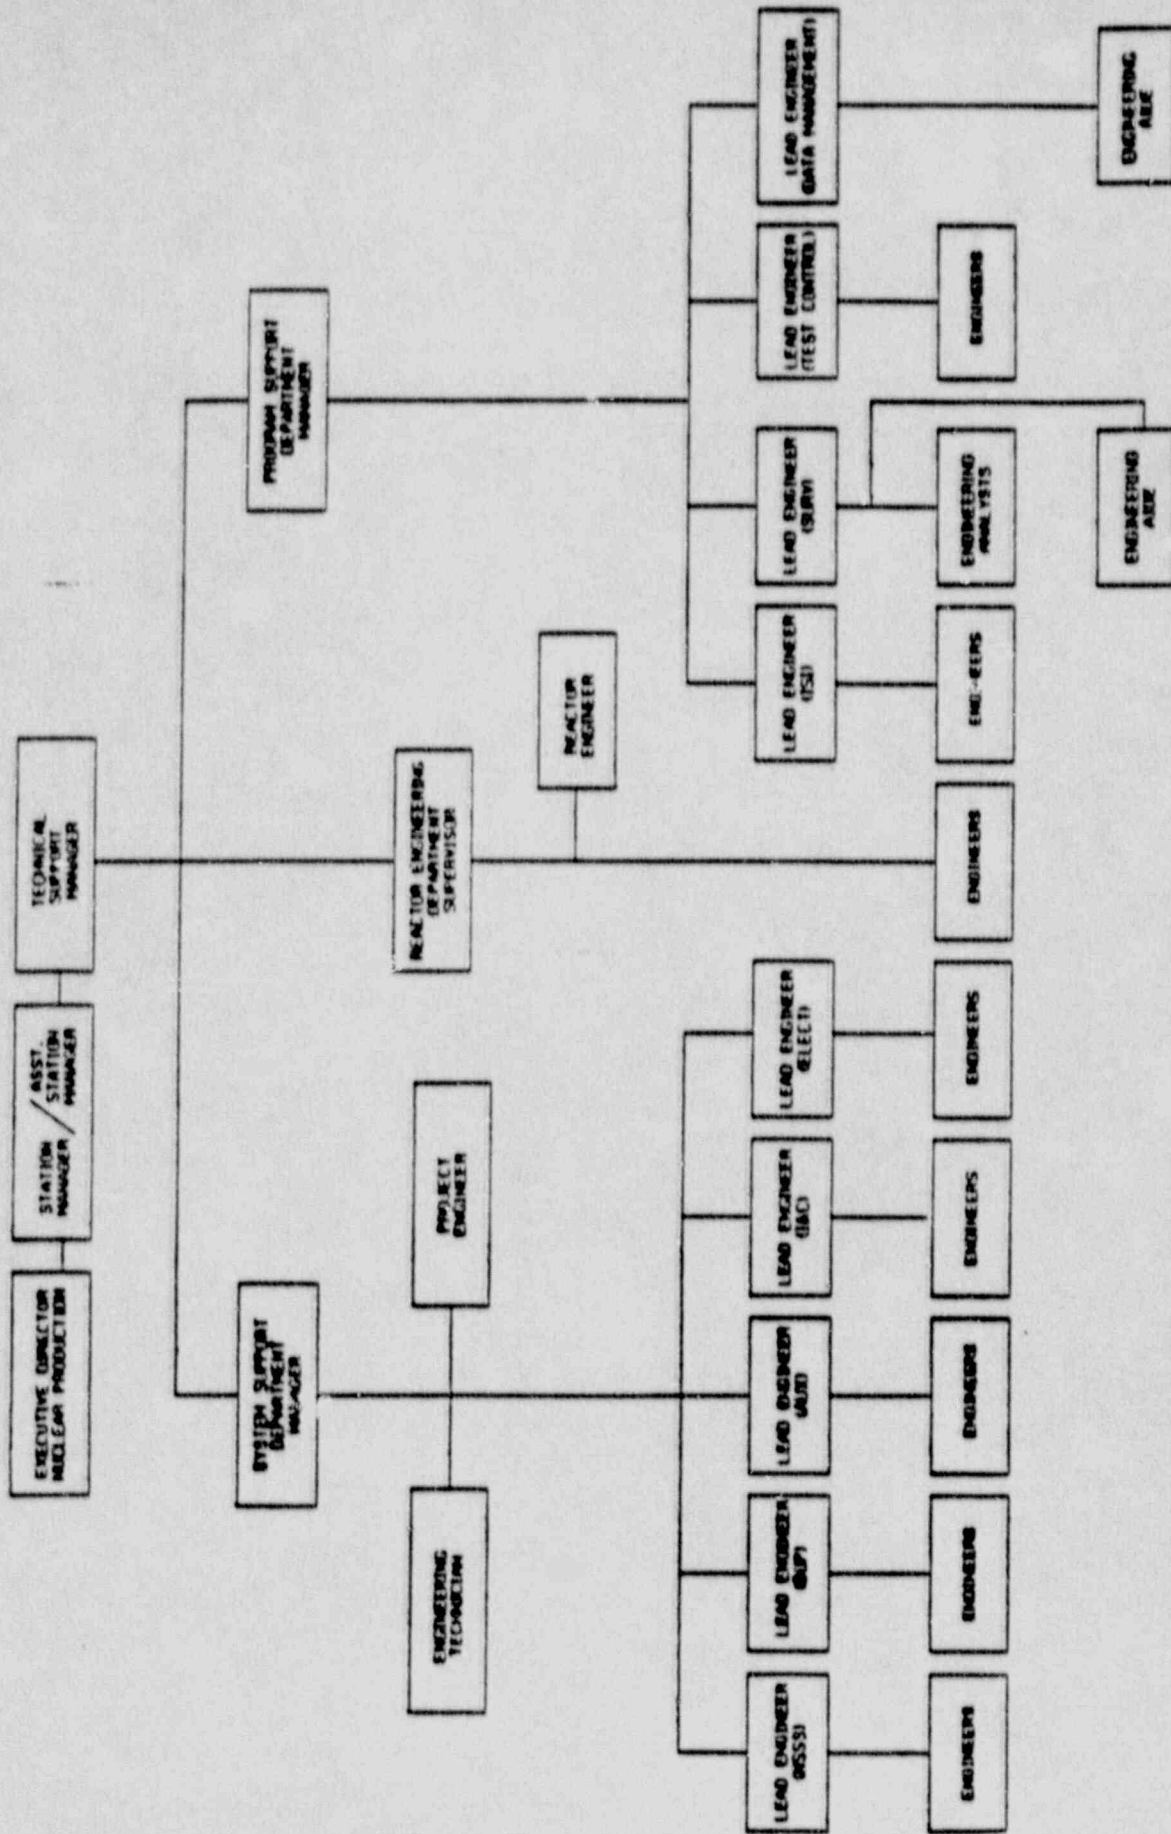 EXECUTIVE DIRECTOR
NUCLEAR PRODUCTION
STATION
MANAGER
/
ASST.
STATION
MANAGER
TECHNICAL
SUPPORT
MANAGER
SYSTEM SUPPORT
DEPARTMENT
MANAGER
PROGRAM SUPPORT
DEPARTMENT
MANAGER
ENGINEERING
TECHNICIAN
PROJECT
ENGINEER
REACTOR ENGINEERING
DEPARTMENT
SUPERVISOR
REACTOR
ENGINEER
LEAD ENGINEER
(NSSS)
LEAD ENGINEER
(BOP)
LEAD ENGINEER
(AUX)
LEAD ENGINEER
(I&C)
LEAD ENGINEER
(ELECT)
LEAD ENGINEER
(ISI)
LEAD ENGINEER
(SURV)
LEAD ENGINEER
(TEST CONTROL)
LEAD ENGINEER
(DATA MANAGEMENT)
ENGINEERS
ENGINEERS
ENGINEERS
ENGINEERS
ENGINEERS
ENGINEERS
ENGINEERS
ENGINEERING
ANALYSTS
ENGINEERS
ENGINEERING
AIDE
ENGINEERING
AIDE